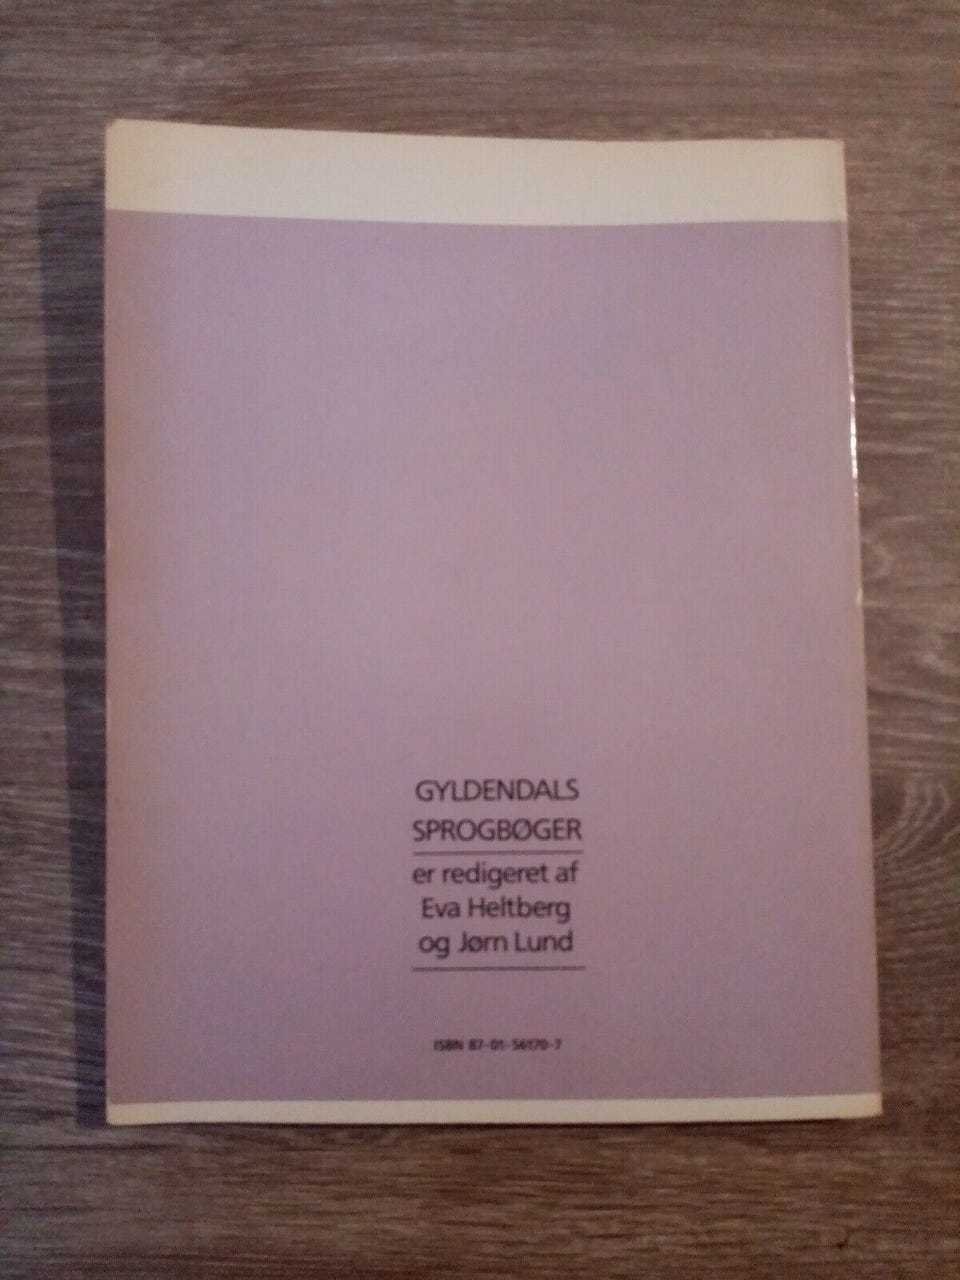 GYLDENDALS
SPROGBØGER
er redigeret af
Eva Heltberg
og Jørn Lund
ISBN 87-01-56170-7